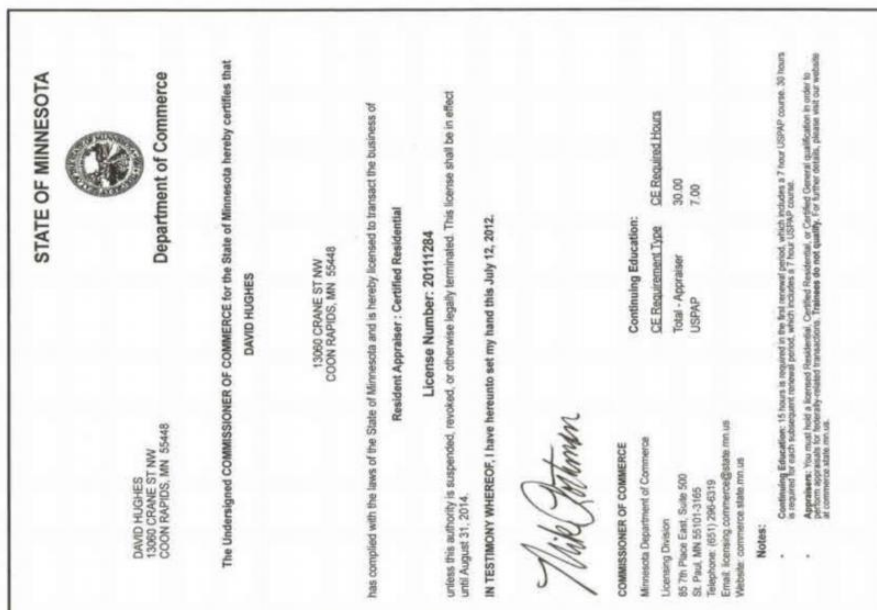 STATE OF MINNESOTA
Department of Commerce
DAVID HUGHES
13060 CRANE ST NW
COON RAPIDS, MN 55448
The Undersigned COMMISSIONER OF COMMERCE for the State of Minnesota hereby certifies that
DAVID HUGHES
13060 CRANE ST NW
COON RAPIDS, MN 55448
has complied with the laws of the State of Minnesota and is hereby licensed to transact the business of
Resident Appraiser : Certified Residential
License Number: 20111284
unless this authority is suspended, revoked, or otherwise legally terminated. This license shall be in effect
until August 31, 2014.
IN TESTIMONY WHEREOF, I have hereunto set my hand this July 12, 2012.
COMMISSIONER OF COMMERCE
Minnesota Department of Commerce
Licensing Division
85 7th Place East, Suite 500
St. Paul, MN 55101-3165
Telephone: (651) 296-6319
Email: licensing.commerce@state.mn.us
Website: commerce.state.mn.us
Continuing Education:
CE Requirement Type CE Required Hours
Total - Appraiser 30.00
USPAP 7.00
Notes:
• Continuing Education: 15 hours is required in the first renewal period, which includes a 7 hour USPAP course. 30 hours
is required for each subsequent renewal period, which includes a 7 hour USPAP course.
• Appraisers: You must hold a licensed Residential, Certified Residential, or Certified General qualification in order to
perform appraisals for federally-related transactions. Trainees do not qualify. For further details, please visit our website
at commerce.state.mn.us.